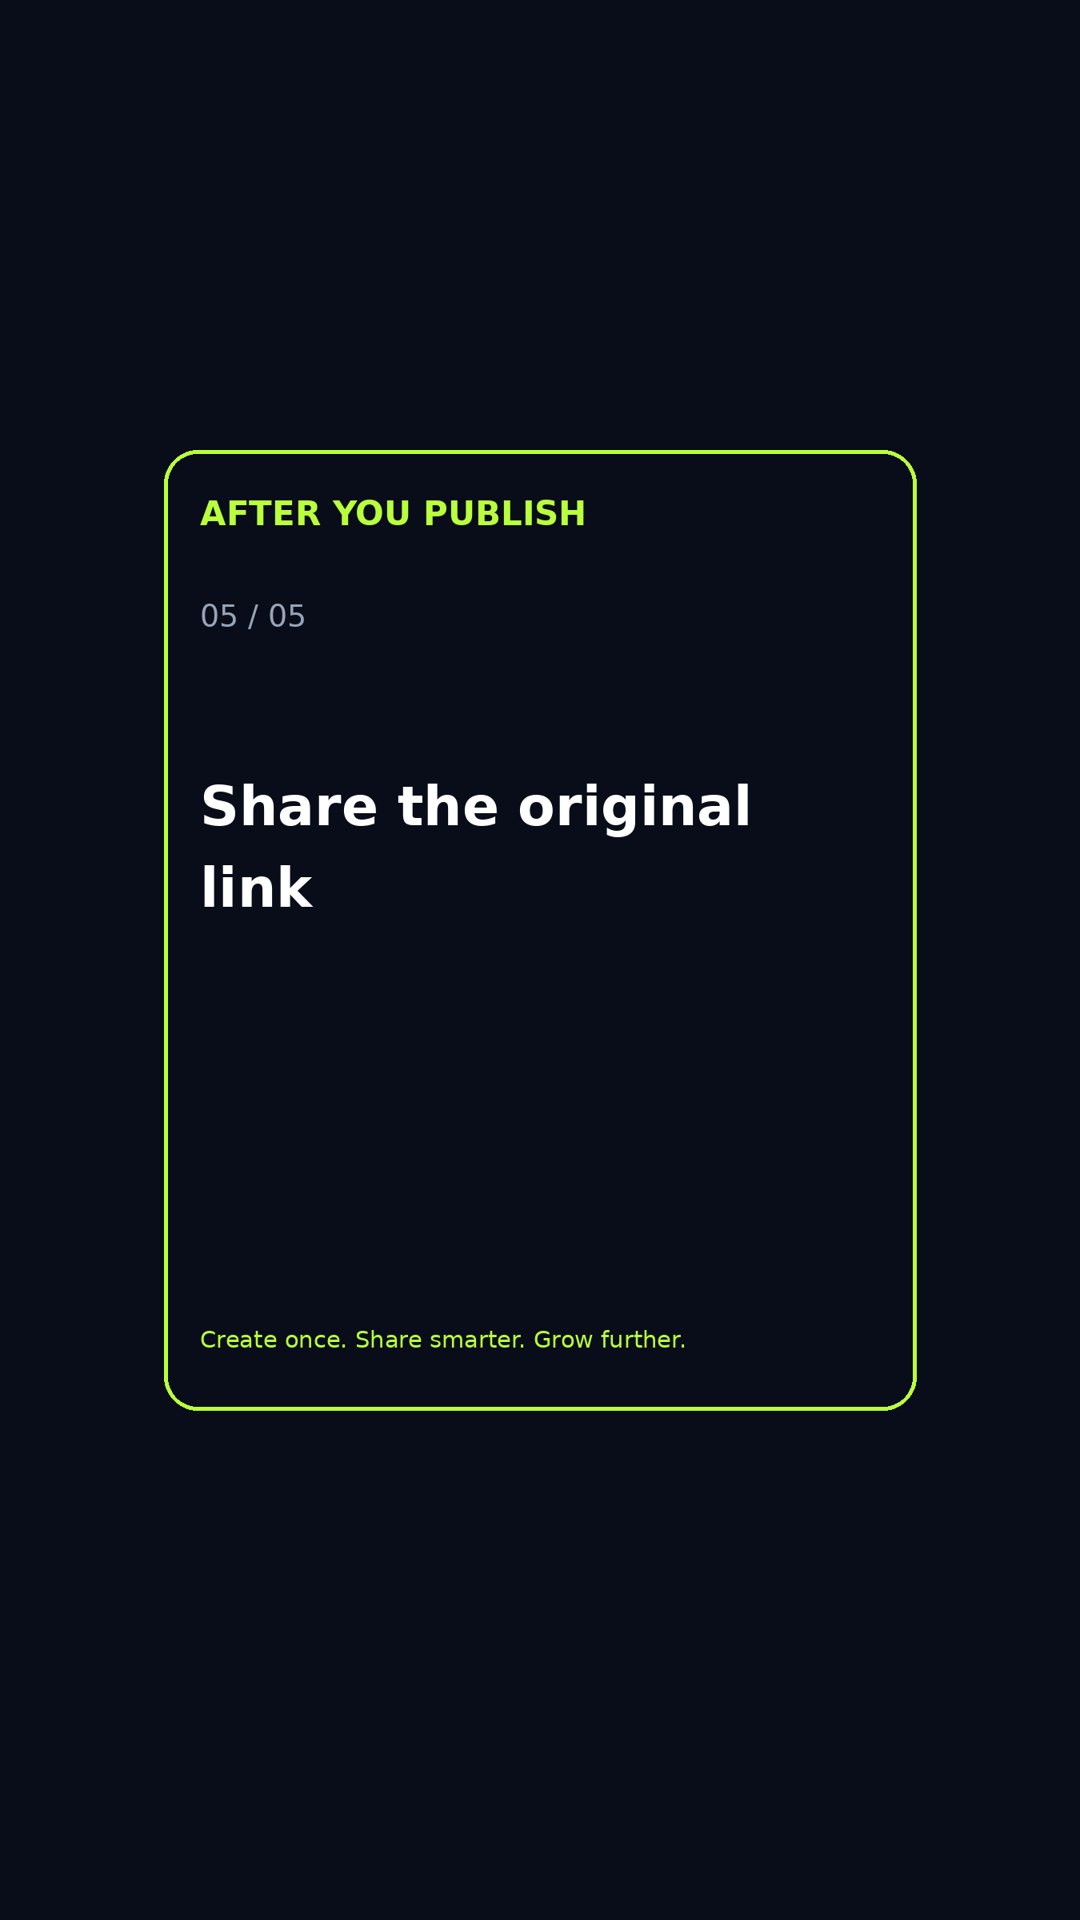 AFTER YOU PUBLISH
05 / 05
Share the original
link
Create once. Share smarter. Grow further.